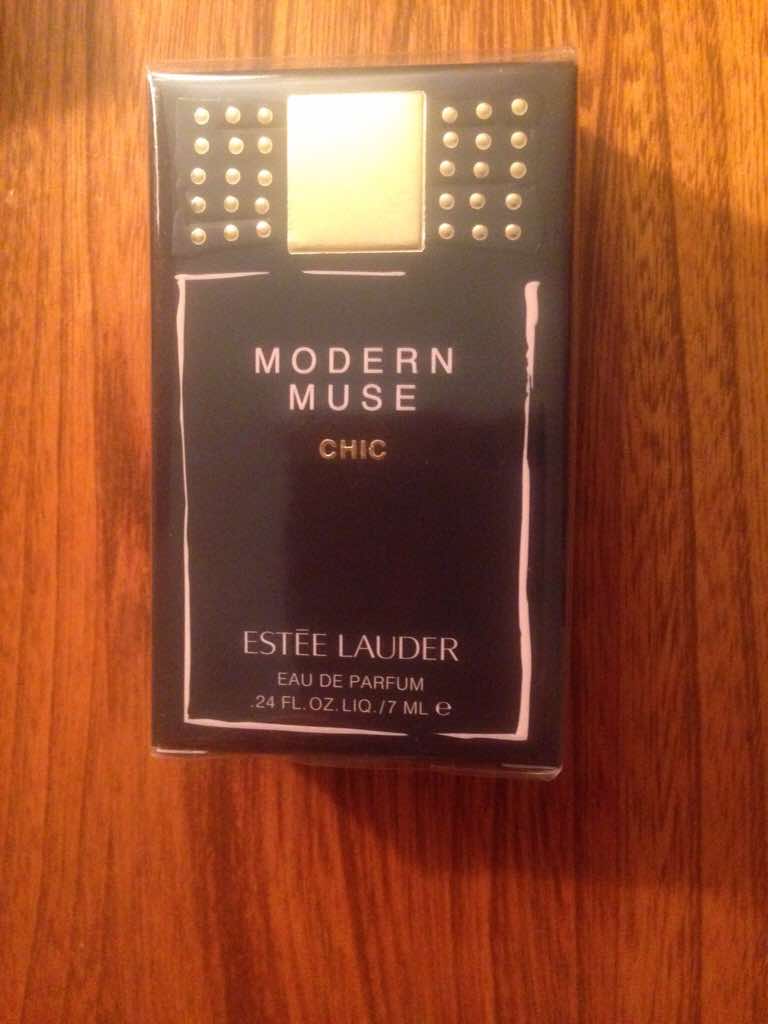 MODERN
MUSE
CHIC
ESTĒE LAUDER
EAU DE PARFUM
.24 FL.OZ.LIQ./7 ML ℮